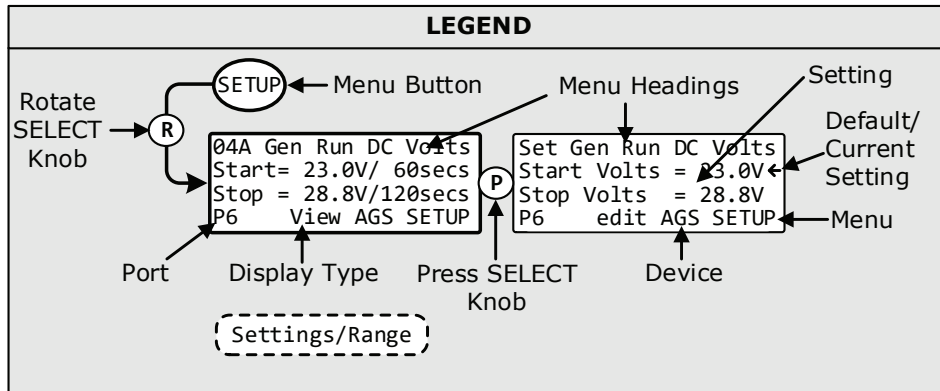 LEGEND
SETUP
Menu Button
Menu Headings
Setting
Rotate
SELECT
Knob
R
Default/
Current
Setting
04A Gen Run DC Volts
Start= 23.0V/ 60secs
Stop = 28.8V/120secs
P6 View AGS SETUP
P
Set Gen Run DC Volts
Start Volts = 23.0V←
Stop Volts = 28.8V
P6 edit AGS SETUP
Menu
Port
Display Type
Press SELECT
Knob
Device
Settings/Range